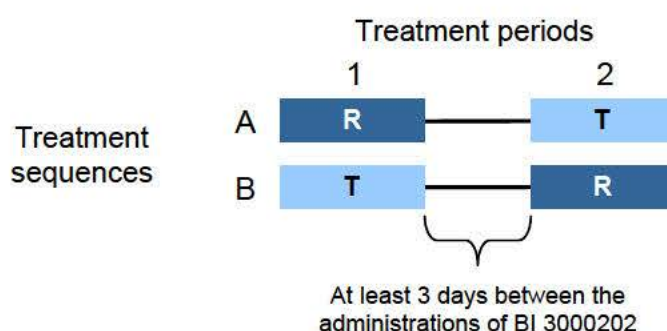 Treatment periods
1 2
Treatment sequences
A R T
B T R
At least 3 days between the
administrations of BI 3000202